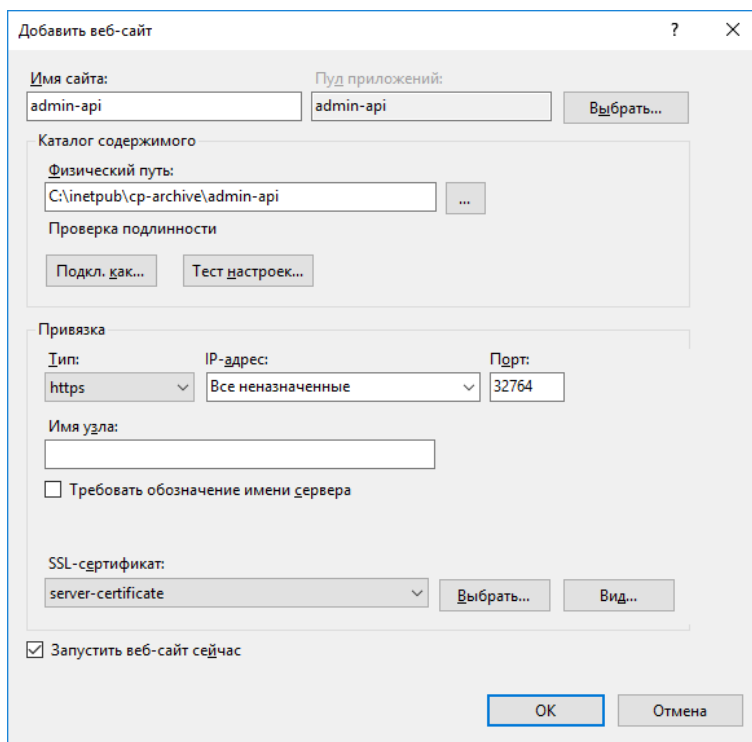 Добавить веб-сайт ?
Имя сайта: Пул приложений:
admin-api admin-api Выбрать...
Каталог содержимого
Физический путь:
C:\inetpub\cp-archive\admin-api ...
Проверка подлинности
Подкл. как... Тест настроек...
Привязка
Тип: IP-адрес: Порт:
https Все неназначенные 32764
Имя узла:
Требовать обозначение имени сервера
SSL-сертификат:
server-certificate Выбрать... Вид...
Запустить веб-сайт сейчас
OK Отмена